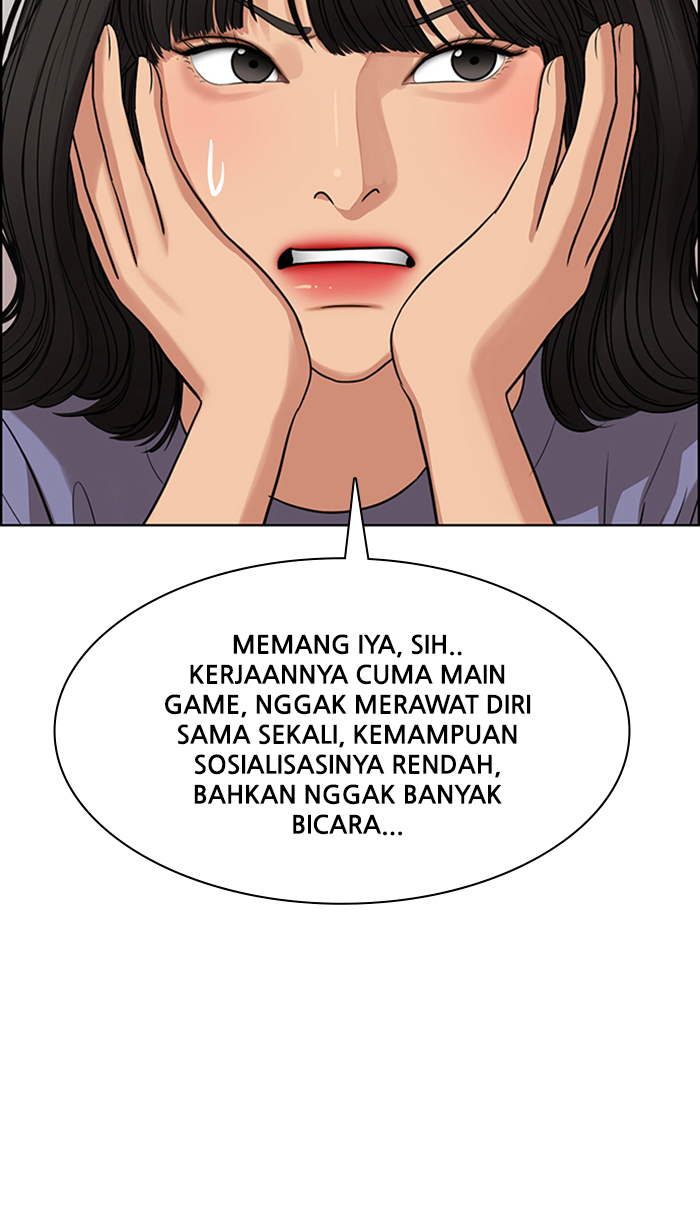 MEMANG IYA, SIH..
KERJAANNYA CUMA MAIN
GAME, NGGAK MERAWAT DIRI
SAMA SEKALI, KEMAMPUAN
SOSIALISASINYA RENDAH,
BAHKAN NGGAK BANYAK
BICARA...